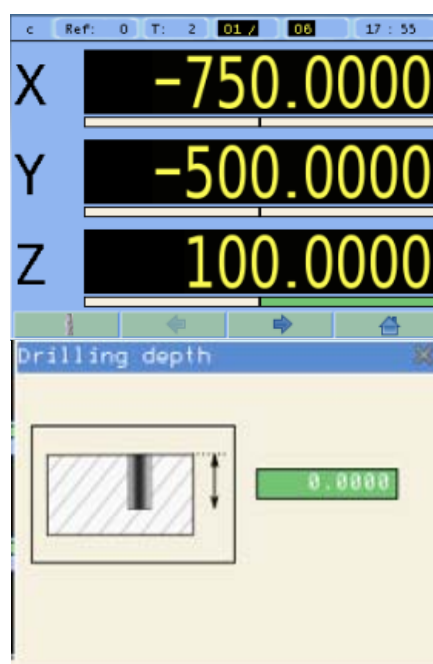 c Ref: 0 T: 2 01 / 06 17 : 55
X -750.0000
Y -500.0000
Z 100.0000
Drilling depth
0.0000